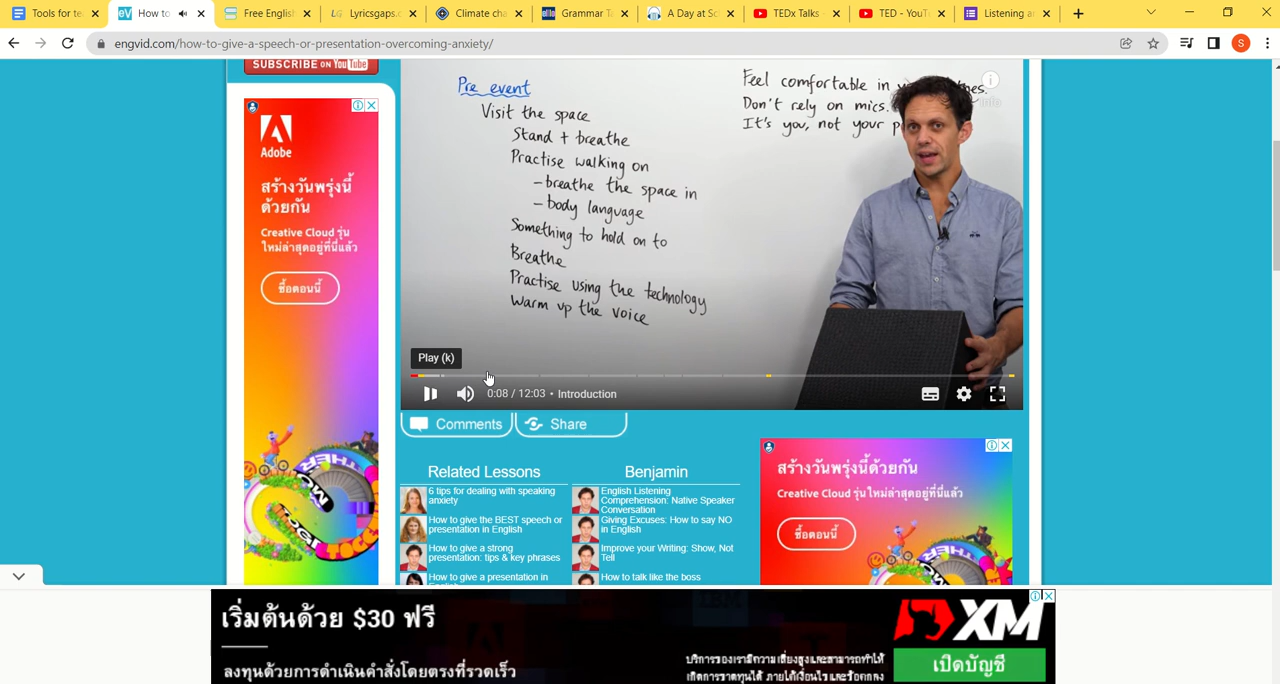 Tools for te
How to
Free Englis
Lyricsgaps.c
Climate cha
Grammar Te
A Day at Sc
TEDx Talks -
TED - YouT
Listening a
engvid.com/how-to-give-a-speech-or-presentation-overcoming-anxiety/
S
SUBSCRIBE ON YouTube
Adobe
สร้างวันพรุ่งนี้
ด้วยกัน
Creative Cloud รุ่น
ใหม่ล่าสุดอยู่ที่นี่แล้ว
ซื้อตอนนี้
Pre event
Visit the space
Stand + breathe
Practise walking on
- breathe the space in
- body language
Something to hold on to
Breathe
Practise using the technology
Warm up the voice
Feel comfortable in
Don't rely on mics.
It's you, not your
Info
Play (k)
0:08 / 12:03 • Introduction
Comments
Share
Related Lessons
6 tips for dealing with speaking
anxiety
How to give the BEST speech or
presentation in English
How to give a strong
presentation: tips & key phrases
How to give a presentation in
Benjamin
English Listening
Comprehension: Native Speaker
Conversation
Giving Excuses: How to say NO
in English
Improve your Writing: Show, Not
Tell
How to talk like the boss
สร้างวันพรุ่งนี้ด้วยกัน
Creative Cloud รุ่นใหม่ล่าสุดอยู่ที่นี่แล้ว
ซื้อตอนนี้
เริ่มต้นด้วย $30 ฟรี
ลงทุนด้วยการดำเนินคำสั่งโดยตรงที่รวดเร็ว
XM
เปิดบัญชี